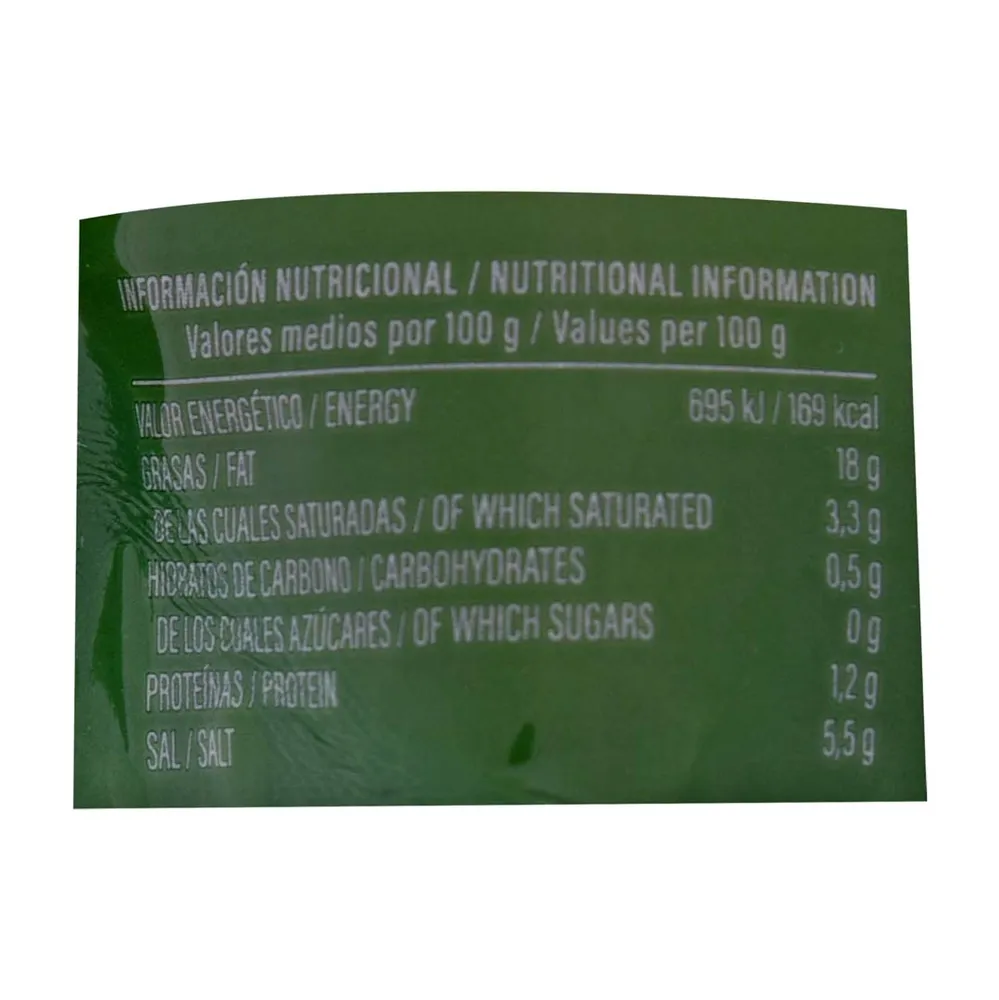 INFORMACIÓN NUTRICIONAL / NUTRITIONAL INFORMATION
Valores medios por 100 g / Values per 100 g
VALOR ENERGÉTICO / ENERGY 695 kJ / 169 kcal
GRASAS / FAT 18 g
DE LAS CUALES SATURADAS / OF WHICH SATURATED 3,3 g
HIDRATOS DE CARBONO / CARBOHYDRATES 0,5 g
DE LOS CUALES AZÚCARES / OF WHICH SUGARS 0 g
PROTEÍNAS / PROTEIN 1,2 g
SAL / SALT 5,5 g